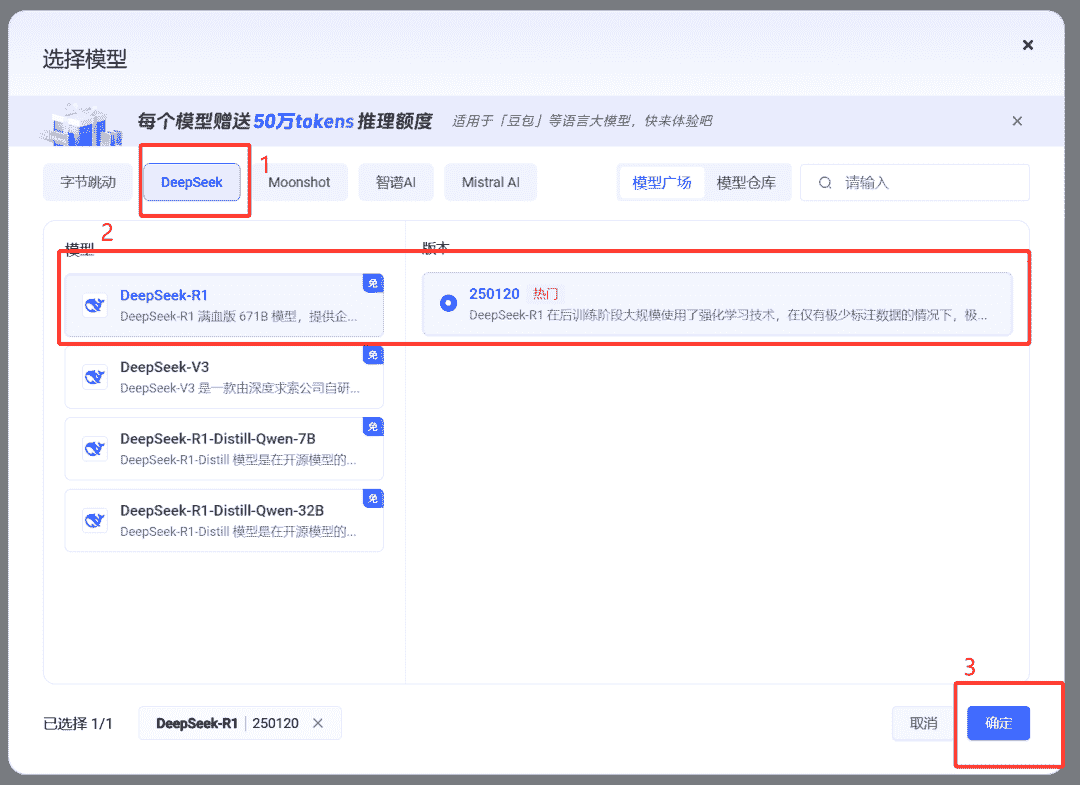 选择模型
每个模型赠送50万tokens推理额度 适用于「豆包」等语言大模型，快来体验吧
字节跳动 DeepSeek 1 Moonshot 智谱AI Mistral AI 模型广场 模型仓库 请输入
模型 2 版本
DeepSeek-R1 免
DeepSeek-R1 满血版 671B 模型，提供企...
250120 热门
DeepSeek-R1 在后训练阶段大规模使用了强化学习技术，在仅有极少标注数据的情况下，极...
DeepSeek-V3 免
DeepSeek-V3 是一款由深度求索公司自研...
DeepSeek-R1-Distill-Qwen-7B 免
DeepSeek-R1-Distill 模型是在开源模型的...
DeepSeek-R1-Distill-Qwen-32B 免
DeepSeek-R1-Distill 模型是在开源模型的...
3
已选择 1/1 DeepSeek-R1 250120 取消 确定